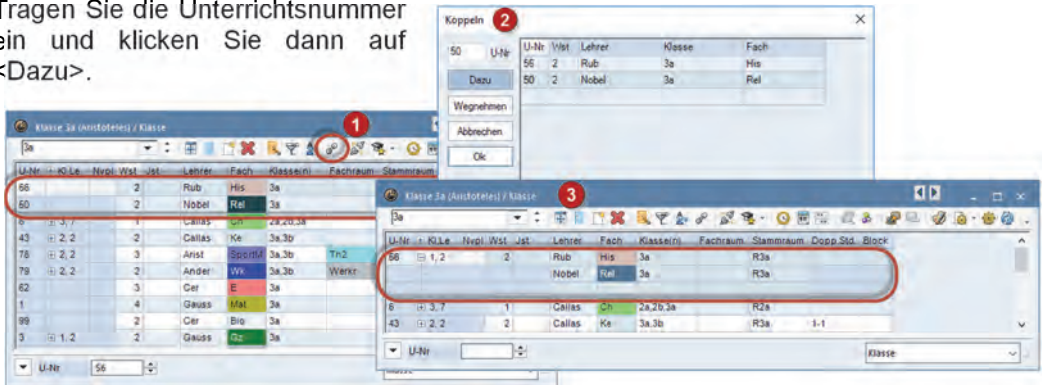 Tragen Sie die Unterrichtsnummer
ein und klicken Sie dann auf
<Dazu>.
Koppeln 2
50 U-Nr
Dazu
Wegnehmen
Abbrechen
Ok
U-Nr Wst Lehrer Klasse Fach
56 2 Rub 3a His
50 2 Nobel 3a Rel
Klasse 3a (Aristoteles) / Klasse
1
3a
U-Nr Kl,Le Nvpl Wst Jst Lehrer Fach Klasse(n) Fachraum Stammraum
56 2 Rub His 3a
50 2 Nobel Rel 3a
6 3, 7 1 Callas Ch 2a,2b,3a
43 2, 2 2 Callas Ke 3a,3b
78 2, 2 3 Arist SportM 3a,3b Tn2
79 2, 2 2 Ander Wk 3a,3b Werkr
62 3 Cer E 3a
1 4 Gauss Mat 3a
99 2 Cer Bio 3a
3 1, 2 2 Gauss Gz 3a
U-Nr 56
Klasse 3a (Aristoteles) / Klasse
3
3a
U-Nr Kl,Le Nvpl Wst Jst Lehrer Fach Klasse(n) Fachraum Stammraum Dopp.Std. Block
56 1, 2 2 Rub His 3a R3a
Nobel Rel 3a R3a
6 3, 7 1 Callas Ch 2a,2b,3a R2a
43 2, 2 2 Callas Ke 3a,3b R3a 1-1
U-Nr
Klasse